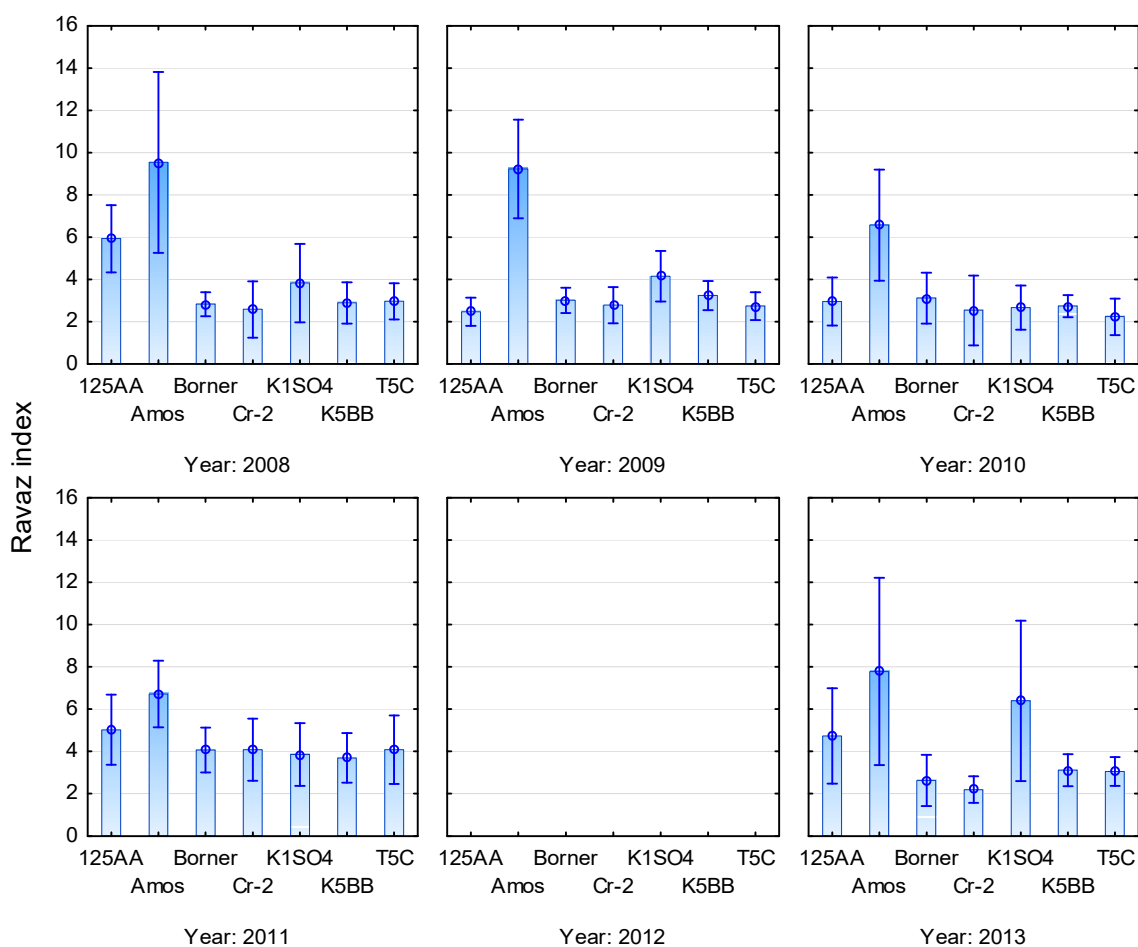 Ravaz index
16
14
12
10
8
6
4
2
0
125AA Borner K1SO4 T5C
Amos Cr-2 K5BB
Year: 2008
125AA Borner K1SO4 T5C
Amos Cr-2 K5BB
Year: 2009
125AA Borner K1SO4 T5C
Amos Cr-2 K5BB
Year: 2010
16
14
12
10
8
6
4
2
0
125AA Borner K1SO4 T5C
Amos Cr-2 K5BB
Year: 2011
125AA Borner K1SO4 T5C
Amos Cr-2 K5BB
Year: 2012
125AA Borner K1SO4 T5C
Amos Cr-2 K5BB
Year: 2013